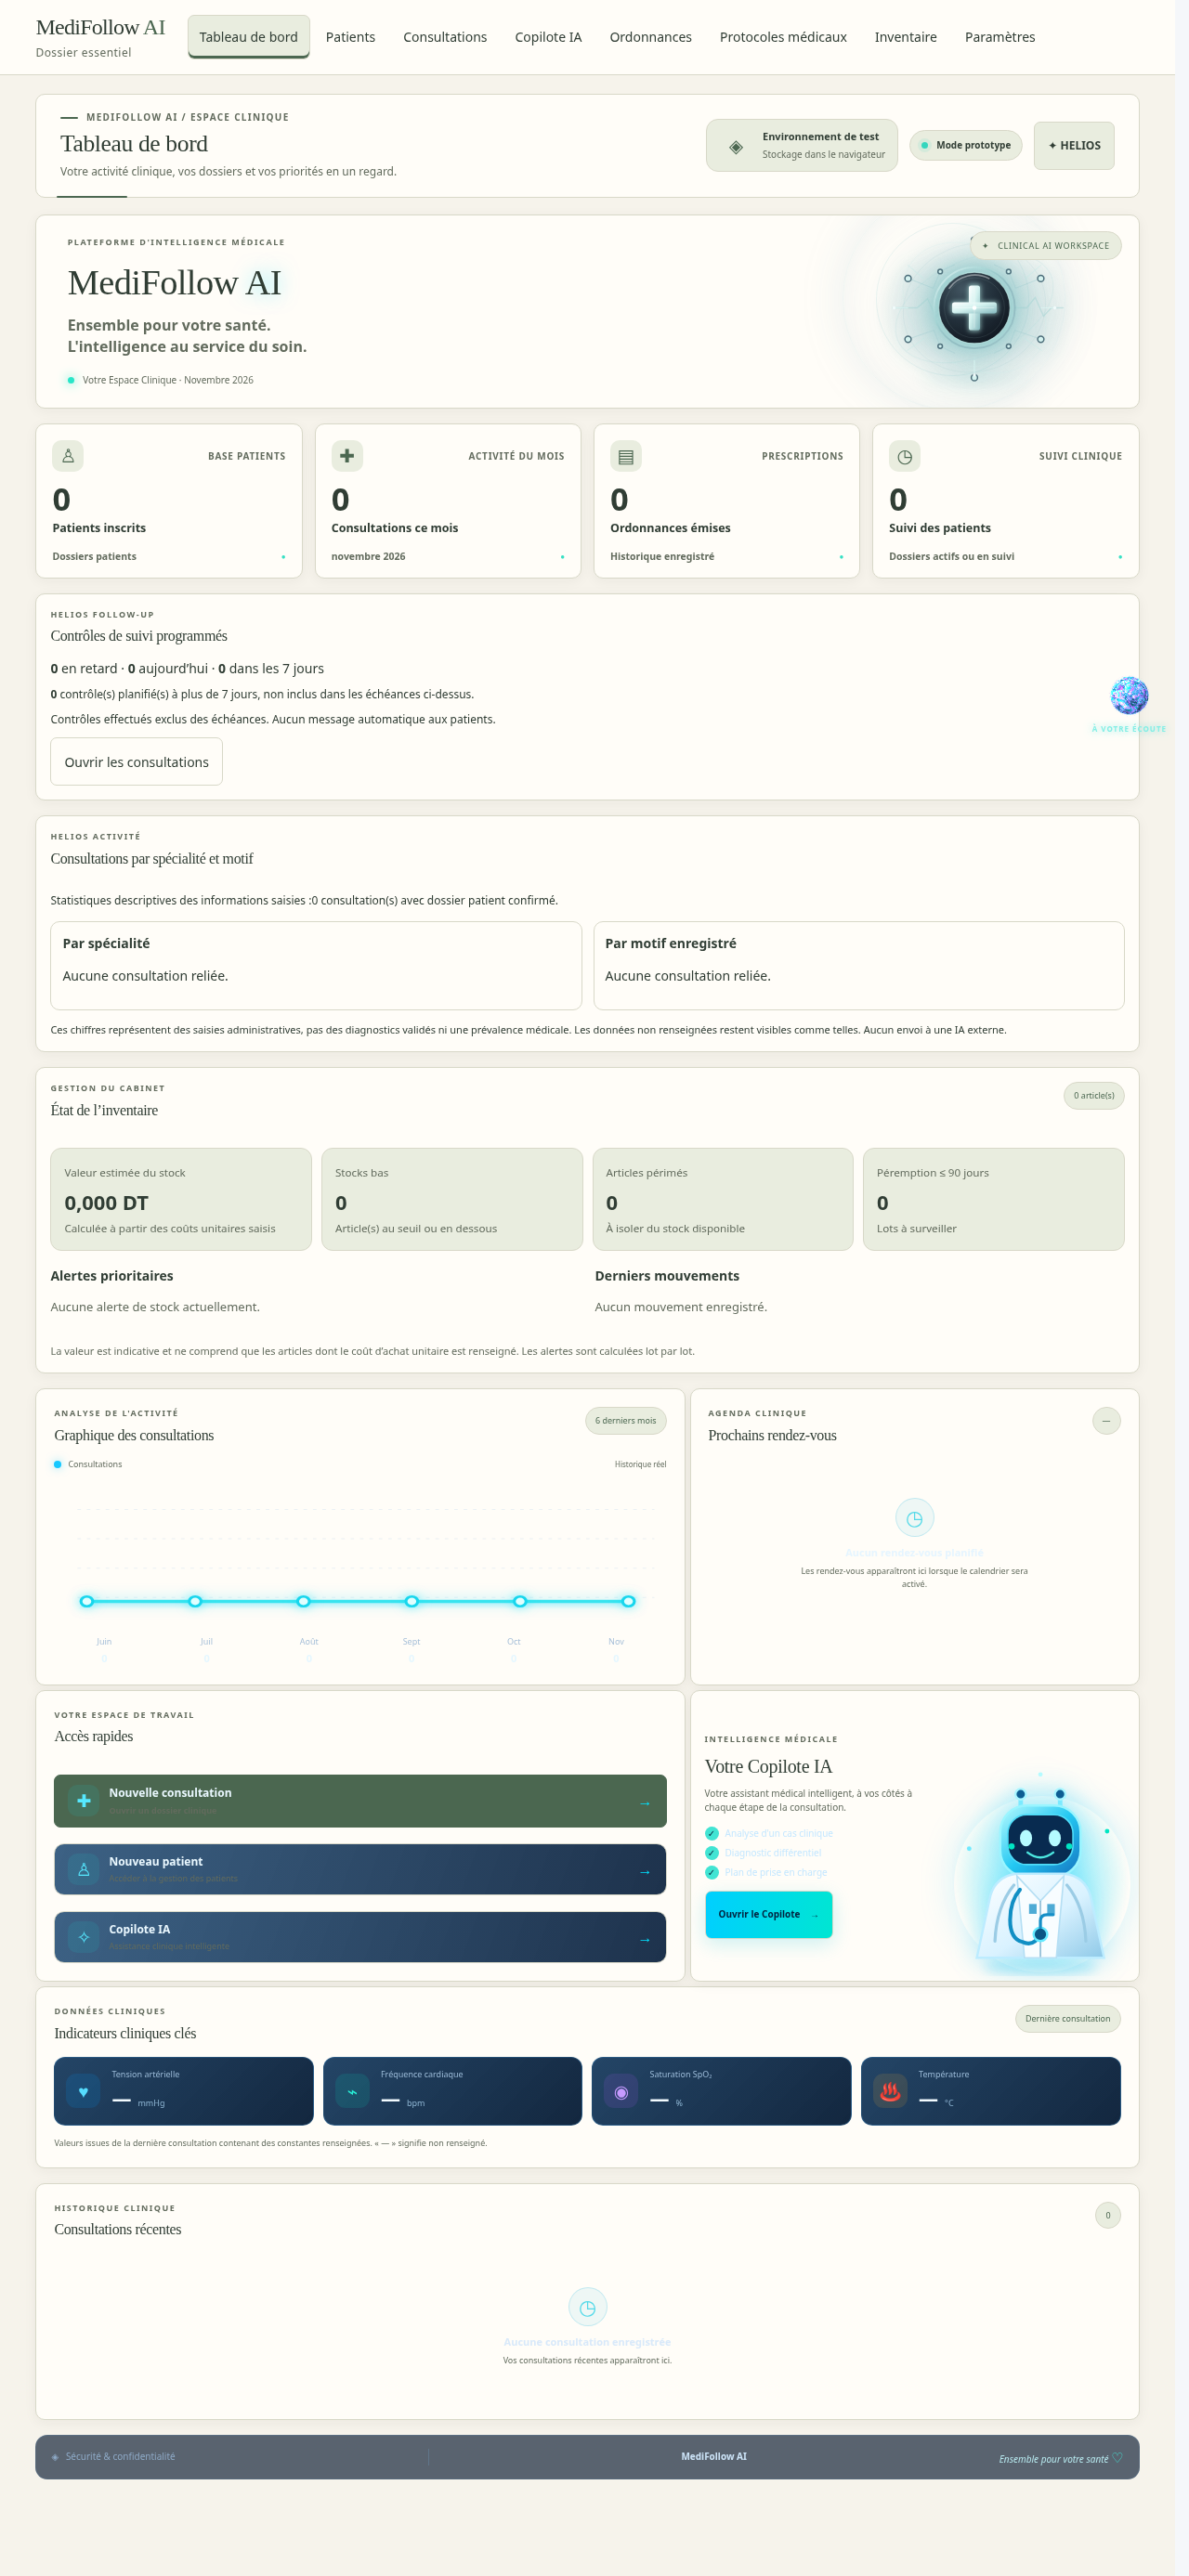 MediFollow AI
Dossier essentiel
Tableau de bord
Patients
Consultations
Copilote IA
Ordonnances
Protocoles médicaux
Inventaire
Paramètres
MEDIFOLLOW AI / ESPACE CLINIQUE
Tableau de bord
Votre activité clinique, vos dossiers et vos priorités en un regard.
Environnement de test
Stockage dans le navigateur
Mode prototype
✦ HELIOS
PLATEFORME D'INTELLIGENCE MÉDICALE
MediFollow AI
Ensemble pour votre santé.
L'intelligence au service du soin.
Votre Espace Clinique · Novembre 2026
✦ CLINICAL AI WORKSPACE
BASE PATIENTS
0
Patients inscrits
Dossiers patients
ACTIVITÉ DU MOIS
0
Consultations ce mois
novembre 2026
PRESCRIPTIONS
0
Ordonnances émises
Historique enregistré
SUIVI CLINIQUE
0
Suivi des patients
Dossiers actifs ou en suivi
HELIOS FOLLOW-UP
Contrôles de suivi programmés
0 en retard · 0 aujourd’hui · 0 dans les 7 jours
0 contrôle(s) planifié(s) à plus de 7 jours, non inclus dans les échéances ci-dessus.
Contrôles effectués exclus des échéances. Aucun message automatique aux patients.
Ouvrir les consultations
À VOTRE ÉCOUTE
HELIOS ACTIVITÉ
Consultations par spécialité et motif
Statistiques descriptives des informations saisies :0 consultation(s) avec dossier patient confirmé.
Par spécialité
Aucune consultation reliée.
Par motif enregistré
Aucune consultation reliée.
Ces chiffres représentent des saisies administratives, pas des diagnostics validés ni une prévalence médicale. Les données non renseignées restent visibles comme telles. Aucun envoi à une IA externe.
GESTION DU CABINET
État de l’inventaire
0 article(s)
Valeur estimée du stock
0,000 DT
Calculée à partir des coûts unitaires saisis
Stocks bas
0
Article(s) au seuil ou en dessous
Articles périmés
0
À isoler du stock disponible
Péremption ≤ 90 jours
0
Lots à surveiller
Alertes prioritaires
Aucune alerte de stock actuellement.
Derniers mouvements
Aucun mouvement enregistré.
La valeur est indicative et ne comprend que les articles dont le coût d’achat unitaire est renseigné. Les alertes sont calculées lot par lot.
ANALYSE DE L'ACTIVITÉ
Graphique des consultations
6 derniers mois
Consultations
Historique réel
Juin
Juil
Août
Sept
Oct
Nov
0
0
0
0
0
0
AGENDA CLINIQUE
Prochains rendez-vous
—
Aucun rendez-vous planifié
Les rendez-vous apparaîtront ici lorsque le calendrier sera
activé.
VOTRE ESPACE DE TRAVAIL
Accès rapides
Nouvelle consultation
Ouvrir un dossier clinique
→
Nouveau patient
Accéder à la gestion des patients
→
Copilote IA
Assistance clinique intelligente
→
INTELLIGENCE MÉDICALE
Votre Copilote IA
Votre assistant médical intelligent, à vos côtés à
chaque étape de la consultation.
✓ Analyse d'un cas clinique
✓ Diagnostic différentiel
✓ Plan de prise en charge
Ouvrir le Copilote →
DONNÉES CLINIQUES
Indicateurs cliniques clés
Dernière consultation
Tension artérielle
— mmHg
Fréquence cardiaque
— bpm
Saturation SpO₂
— %
Température
— °C
Valeurs issues de la dernière consultation contenant des constantes renseignées. « — » signifie non renseigné.
HISTORIQUE CLINIQUE
Consultations récentes
0
Aucune consultation enregistrée
Vos consultations récentes apparaîtront ici.
Sécurité & confidentialité
MediFollow AI
Ensemble pour votre santé ♡